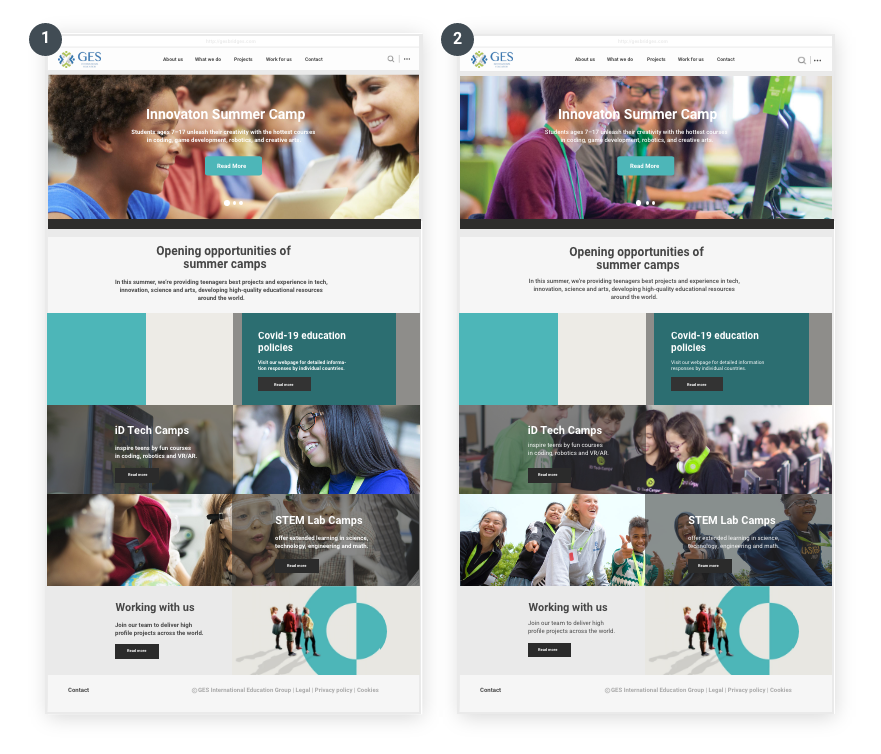 1
GES
About us What we do Projects Work for us Contact
Innovaton Summer Camp
Students ages 7–17 unleash their creativity with the hottest courses
in coding, game development, robotics, and creative arts
Read More
Opening opportunities of
summer camps
In this summer, we're providing teenagers best projects and experience in tech,
innovation, science and arts, developing high-quality educational resources
around the world.
Covid-19 education
policies
Visit our webpage for detailed informa-
tion responses by individual countries.
Read more
iD Tech Camps
inspire teens by fun courses
in coding, robotics and VR/AR.
Read more
STEM Lab Camps
offer extended learning in science,
technology, engineering and math.
Read more
Working with us
Join our team to deliver high
profile projects across the world.
Read more
Contact
©GES International Education Group | Legal | Privacy policy | Cookies
2
GES
About us What we do Projects Work for us Contact
Innovaton Summer Camp
Students ages 7–17 unleash their creativity with the hottest courses
in coding, game development, robotics, and creative arts
Read More
Opening opportunities of
summer camps
In this summer, we're providing teenagers best projects and experience in tech,
innovation, science and arts, developing high-quality educational resources
around the world.
Covid-19 education
policies
Visit our webpage for detailed information
responses by individual countries.
Read more
iD Tech Camps
inspire teens by fun courses
in coding, robotics and VR/AR.
Read more
STEM Lab Camps
offer extended learning in science,
technology, engineering and math.
Read more
Working with us
Join our team to deliver high
profile projects across the world.
Read more
Contact
©GES International Education Group | Legal | Privacy policy | Cookies